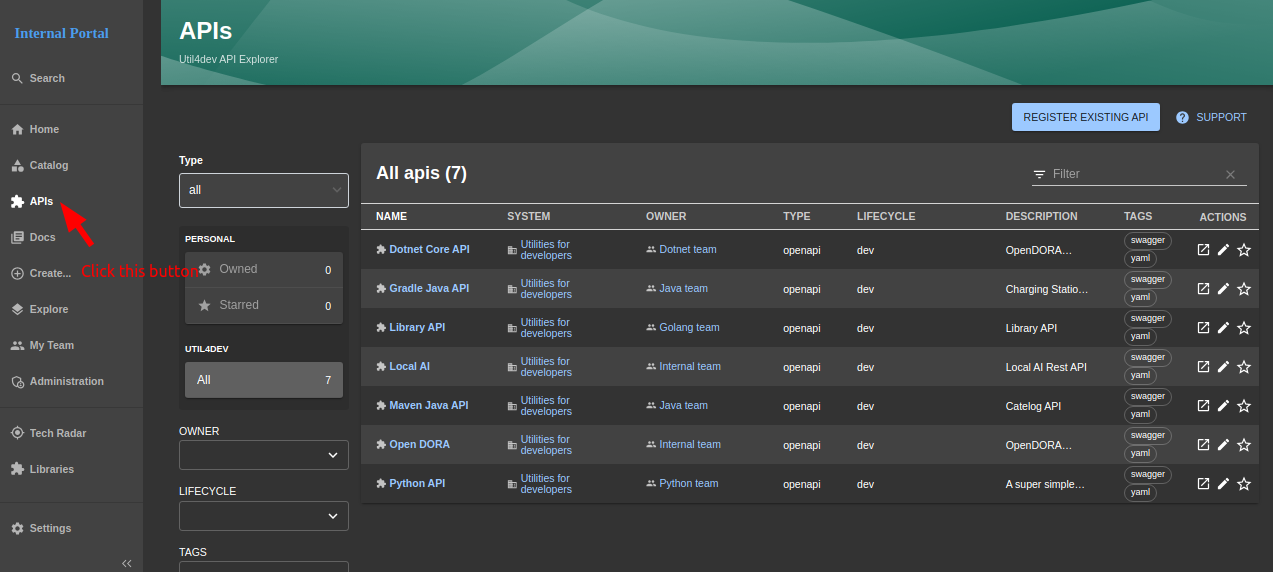 Internal Portal
Search
Home
Catalog
APIs
Docs
Create...
Explore
My Team
Administration
Tech Radar
Libraries
Settings
Click this button
APIs
Util4dev API Explorer
REGISTER EXISTING API
SUPPORT
Type
all
PERSONAL
Owned 0
Starred 0
UTIL4DEV
All 7
OWNER
LIFECYCLE
TAGS
All apis (7)
Filter
NAME SYSTEM OWNER TYPE LIFECYCLE DESCRIPTION TAGS ACTIONS
Dotnet Core API Utilities for developers Dotnet team openapi dev OpenDORA… swagger yaml
Gradle Java API Utilities for developers Java team openapi dev Charging Statio… swagger yaml
Library API Utilities for developers Golang team openapi dev Library API swagger yaml
Local AI Utilities for developers Internal team openapi dev Local AI Rest API swagger yaml
Maven Java API Utilities for developers Java team openapi dev Catelog API swagger yaml
Open DORA Utilities for developers Internal team openapi dev OpenDORA… swagger yaml
Python API Utilities for developers Python team openapi dev A super simple… swagger yaml